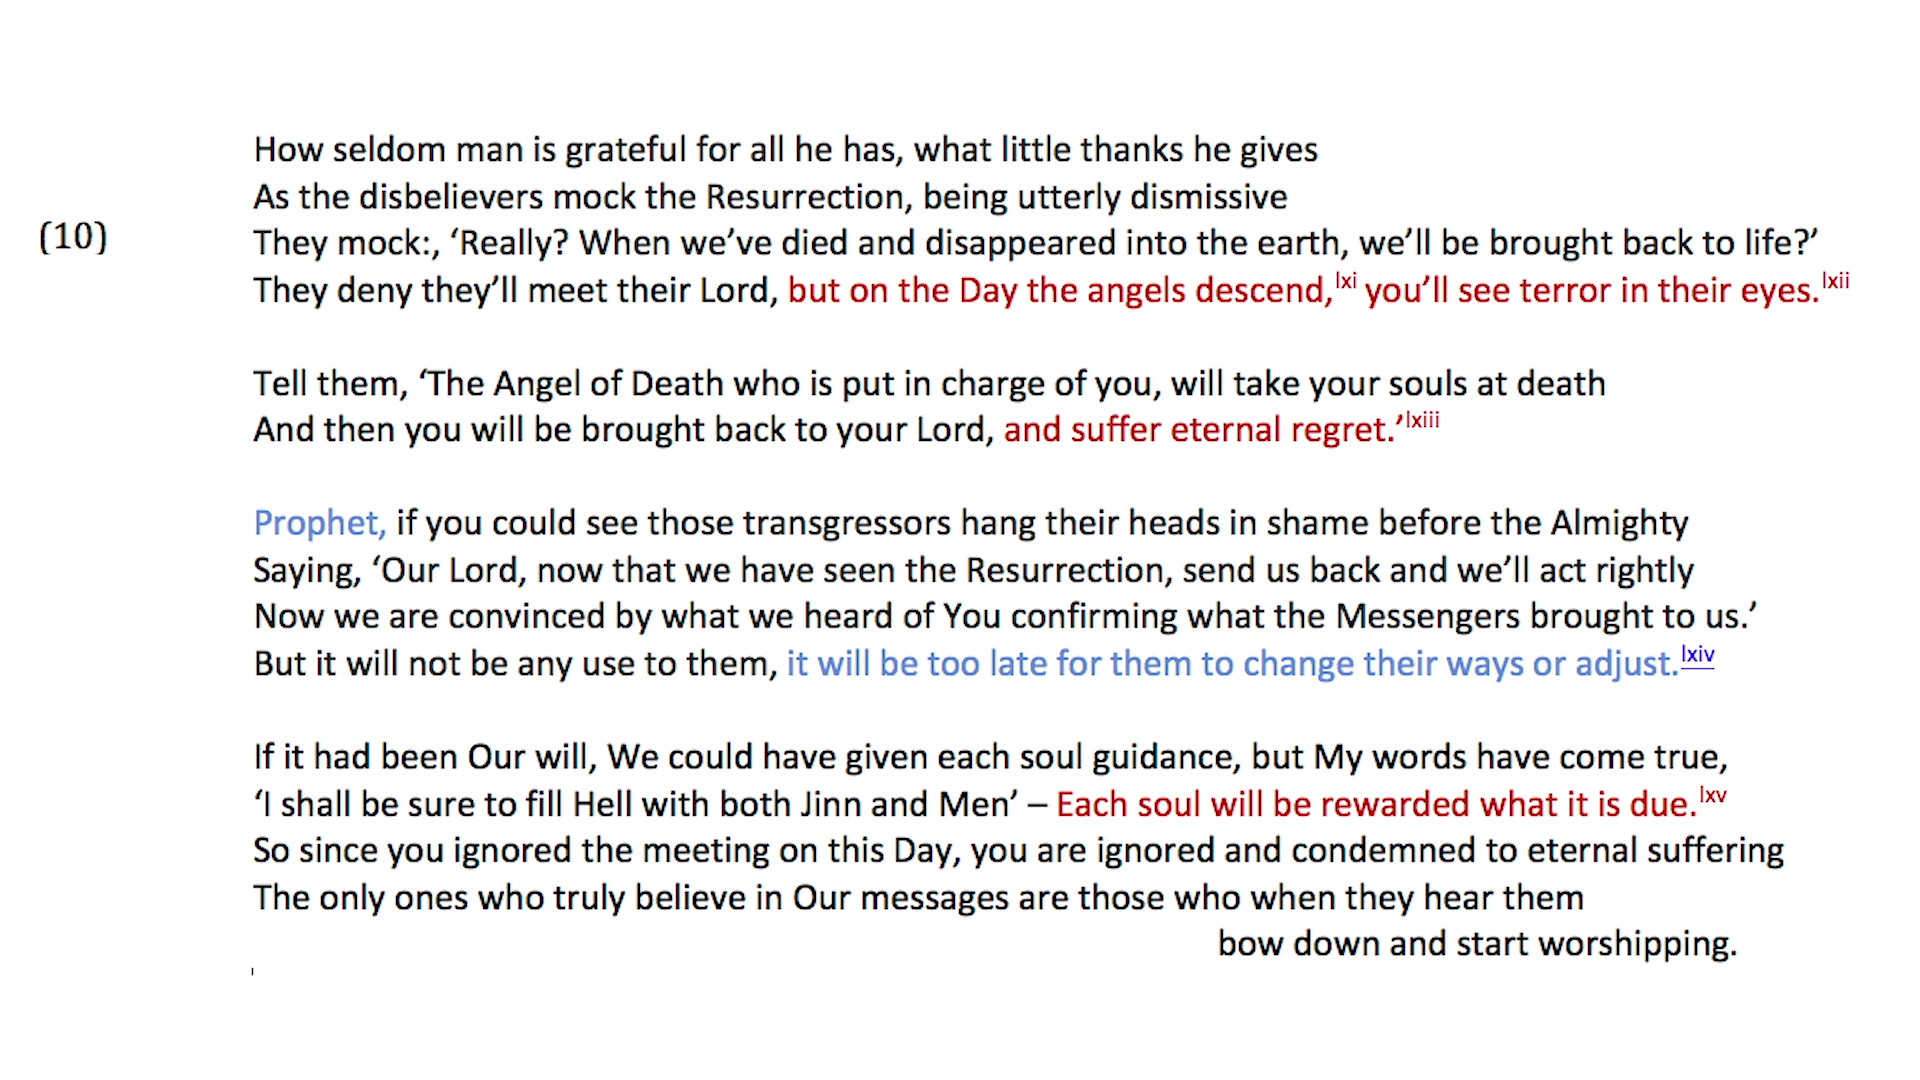 How seldom man is grateful for all he has, what little thanks he gives
As the disbelievers mock the Resurrection, being utterly dismissive
(10) They mock:, ‘Really? When we’ve died and disappeared into the earth, we’ll be brought back to life?’
They deny they’ll meet their Lord, but on the Day the angels descend,lxi you’ll see terror in their eyes.lxii
Tell them, ‘The Angel of Death who is put in charge of you, will take your souls at death
And then you will be brought back to your Lord, and suffer eternal regret.’lxiii
Prophet, if you could see those transgressors hang their heads in shame before the Almighty
Saying, ‘Our Lord, now that we have seen the Resurrection, send us back and we’ll act rightly
Now we are convinced by what we heard of You confirming what the Messengers brought to us.’
But it will not be any use to them, it will be too late for them to change their ways or adjust.lxiv
If it had been Our will, We could have given each soul guidance, but My words have come true,
‘I shall be sure to fill Hell with both Jinn and Men’ – Each soul will be rewarded what it is due.lxv
So since you ignored the meeting on this Day, you are ignored and condemned to eternal suffering
The only ones who truly believe in Our messages are those who when they hear them
bow down and start worshipping.